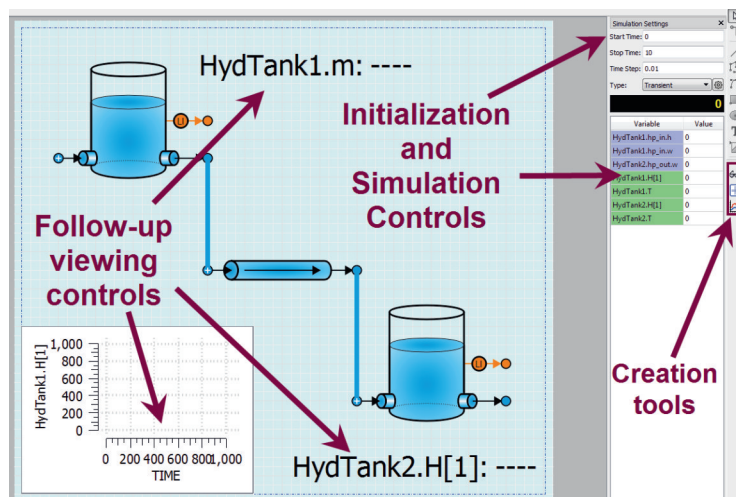 HydTank1.m: ----
LI
Follow-up
viewing
controls
HydTank1.H[1]
1,000
800
600
400
200
0
0 200 400 600 800 1,000
TIME
LI
HydTank2.H[1]: ----
Initialization
and
Simulation
Controls
Simulation Settings
Start Time: 0
Stop Time: 10
Time Step: 0.01
Type: Transient
0
Variable Value
HydTank1.hp_in.h 0
HydTank1.hp_in.w 0
HydTank2.hp_out.w 0
HydTank1.H[1] 0
HydTank1.T 0
HydTank2.H[1] 0
HydTank2.T 0
Creation
tools
T